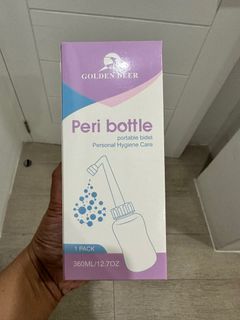 GOLDEN DEER
Peri bottle
portable bidet
Personal Hygiene Care
1 PACK
360ML/12.7OZ